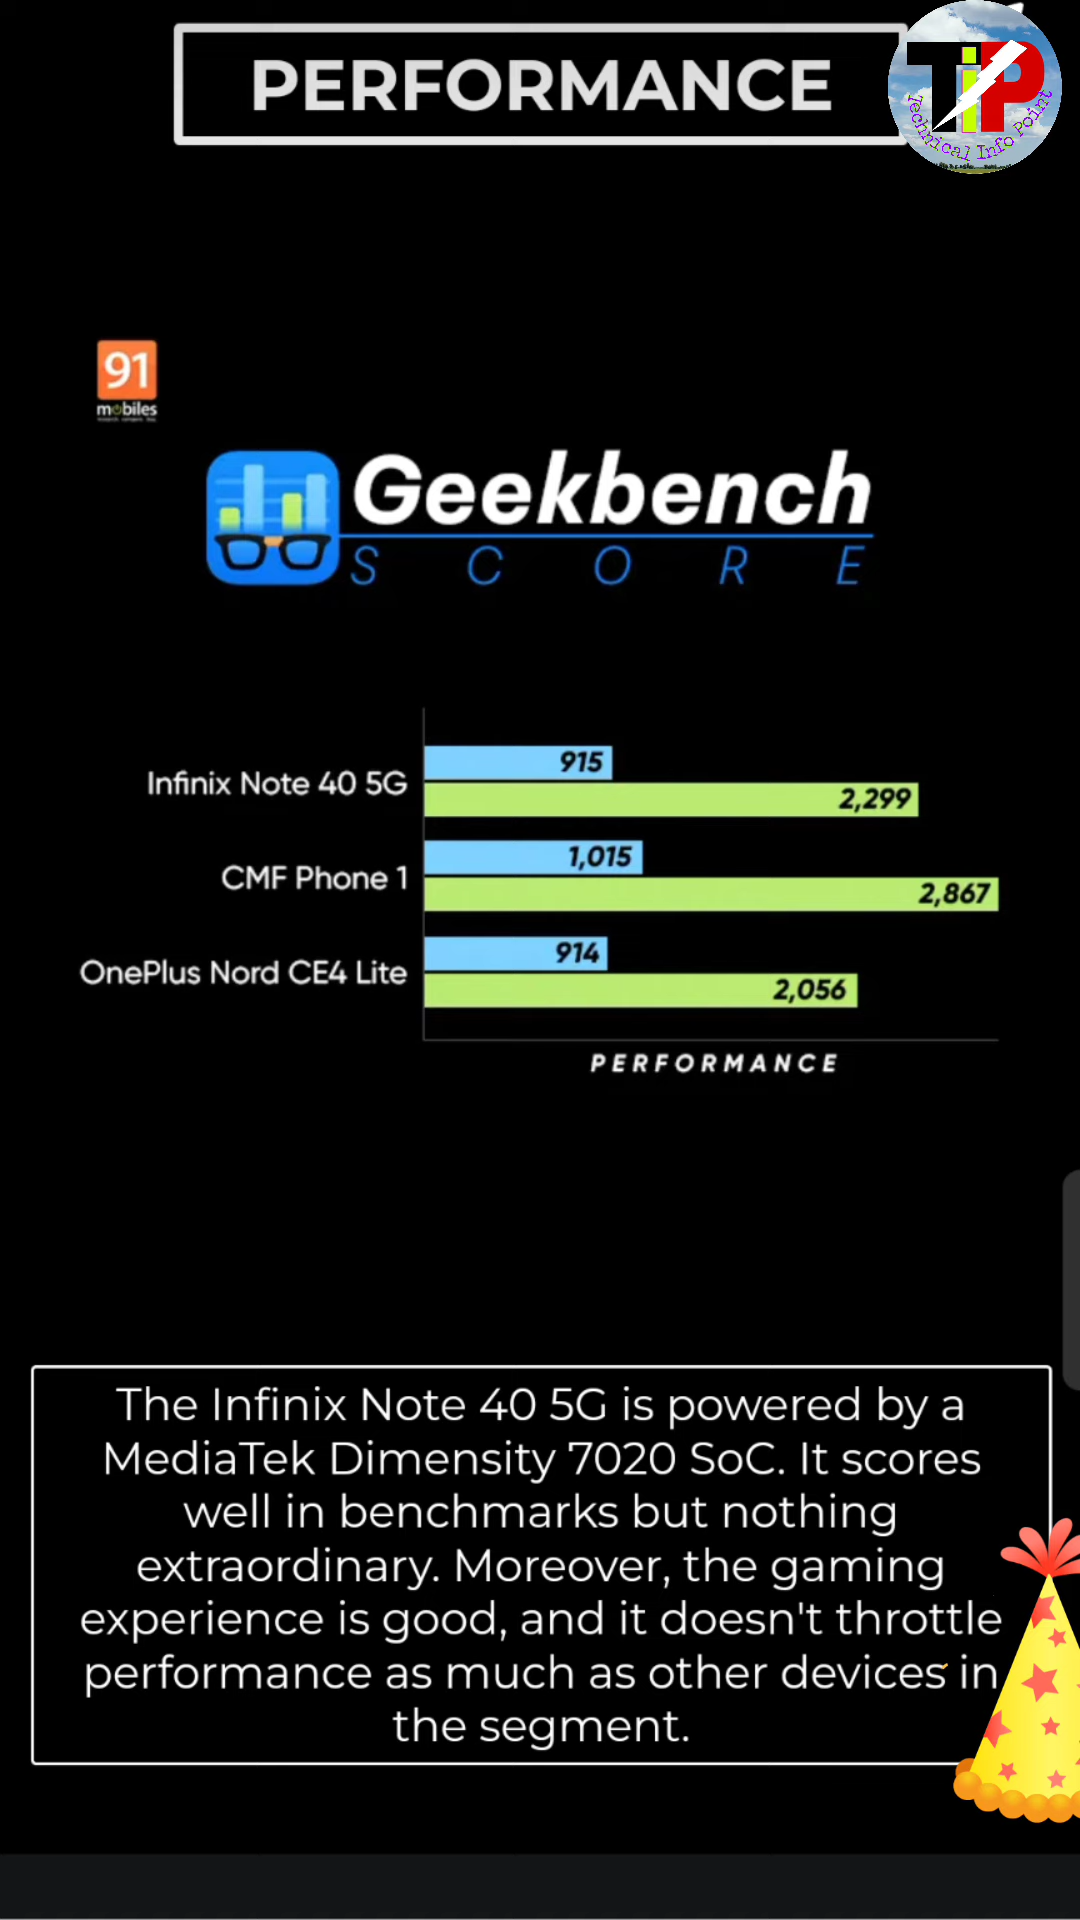 PERFORMANCE
TiP
Technical Info Point
91
mobiles
Geekbench
SCORE
Infinix Note 40 5G
915
2,299
CMF Phone 1
1,015
2,867
OnePlus Nord CE4 Lite
914
2,056
PERFORMANCE
The Infinix Note 40 5G is powered by a
MediaTek Dimensity 7020 SoC. It scores
well in benchmarks but nothing
extraordinary. Moreover, the gaming
experience is good, and it doesn't throttle
performance as much as other devices in
the segment.